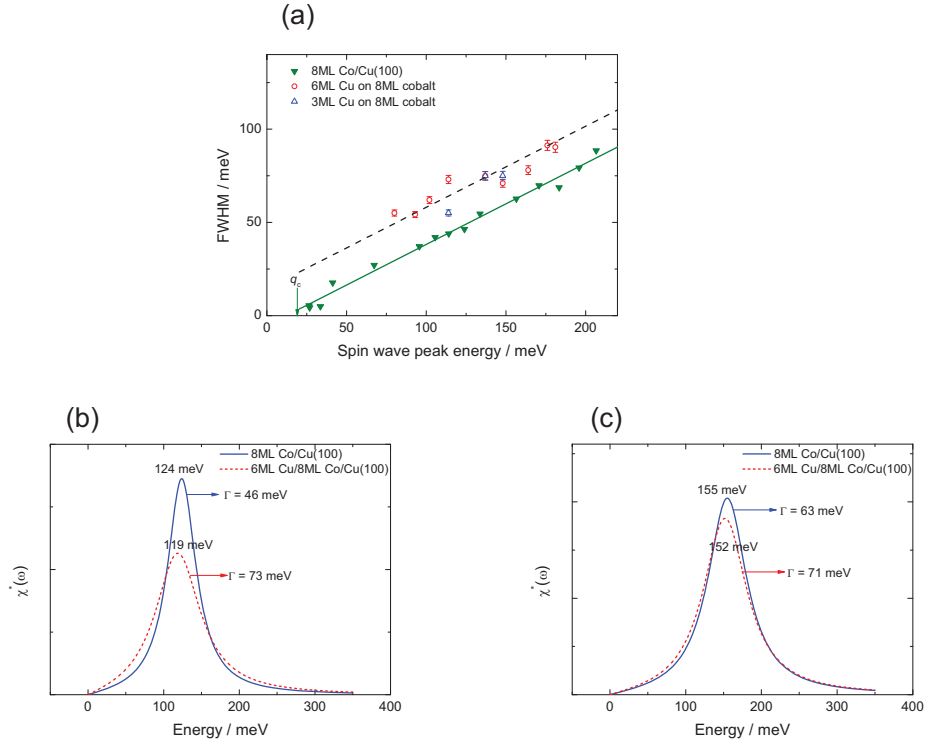 (a)
8ML Co/Cu(100)
6ML Cu on 8ML cobalt
3ML Cu on 8ML cobalt
100
50
0
FWHM / meV
qc
0 50 100 150 200
Spin wave peak energy / meV
(b)
8ML Co/Cu(100)
6ML Cu/8ML Co/Cu(100)
124 meV
Γ = 46 meV
119 meV
Γ = 73 meV
χ"(ω)
0 100 200 300 400
Energy / meV
(c)
8ML Co/Cu(100)
6ML Cu/8ML Co/Cu(100)
155 meV
Γ = 63 meV
152 meV
Γ = 71 meV
χ"(ω)
0 100 200 300 400
Energy / meV